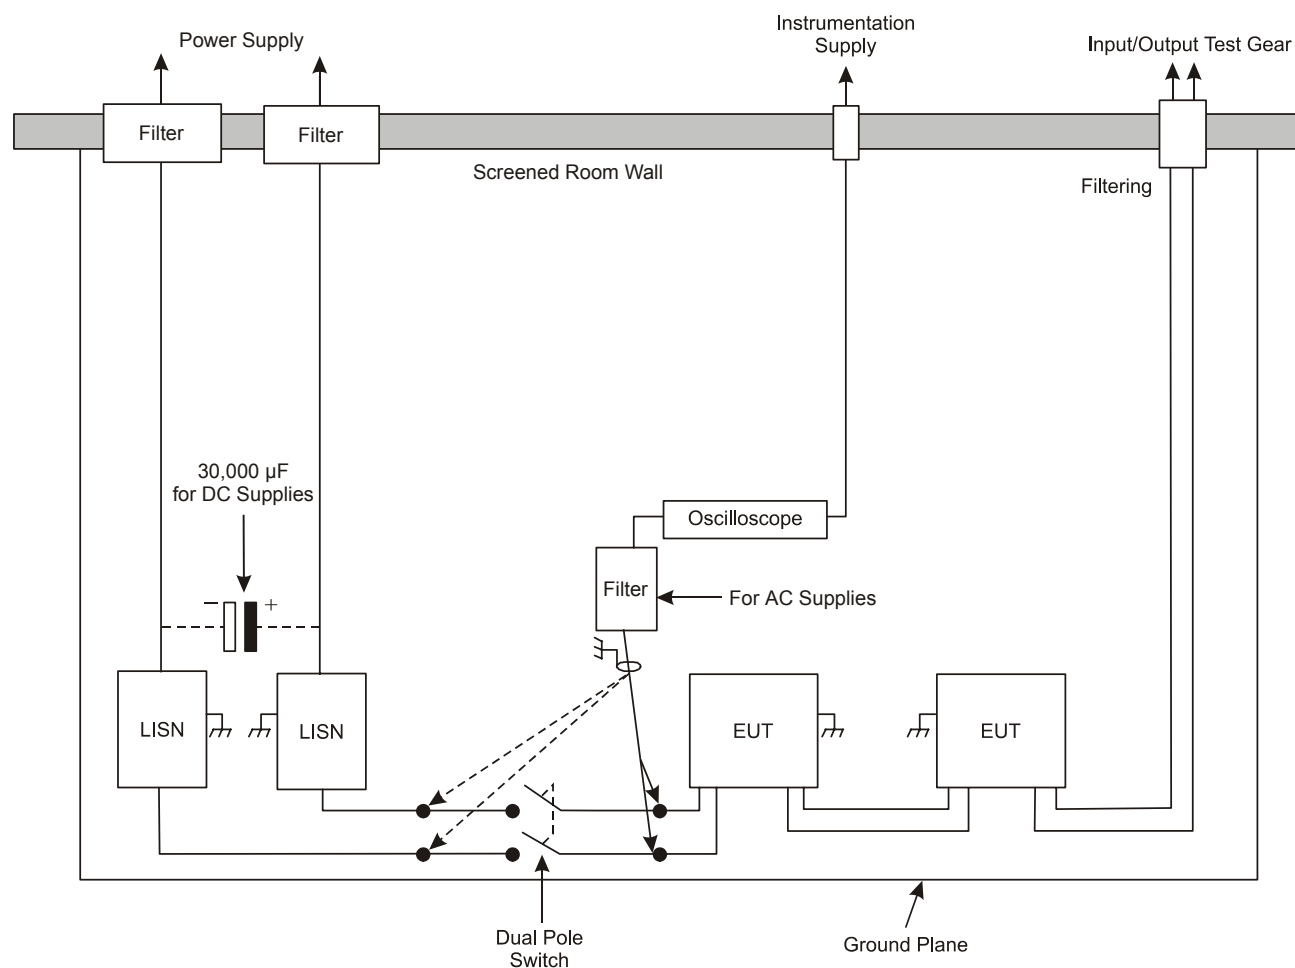 Power Supply
Instrumentation
Supply
Input/Output Test Gear
Filter
Filter
Screened Room Wall
Filtering
30,000 µF
for DC Supplies
− +
Oscilloscope
Filter
For AC Supplies
LISN
LISN
EUT
EUT
Dual Pole
Switch
Ground Plane